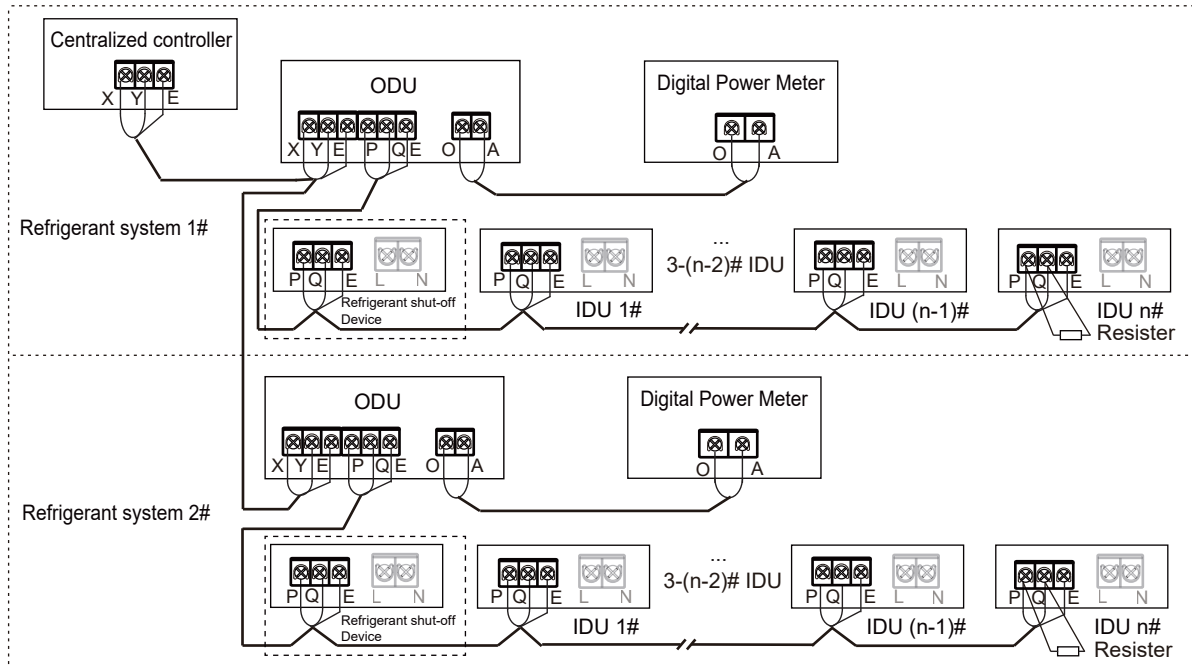 Centralized controller
X Y E
ODU
X Y E P Q E O A
Digital Power Meter
O A
Refrigerant system 1#
P Q E L N
Refrigerant shut-off
Device
P Q E L N
IDU 1#
...
3-(n-2)# IDU
P Q E L N
IDU (n-1)#
P Q E L N
IDU n#
Resister
ODU
X Y E P Q E O A
Digital Power Meter
O A
Refrigerant system 2#
P Q E L N
Refrigerant shut-off
Device
P Q E L N
IDU 1#
...
3-(n-2)# IDU
P Q E L N
IDU (n-1)#
P Q E L N
IDU n#
Resister